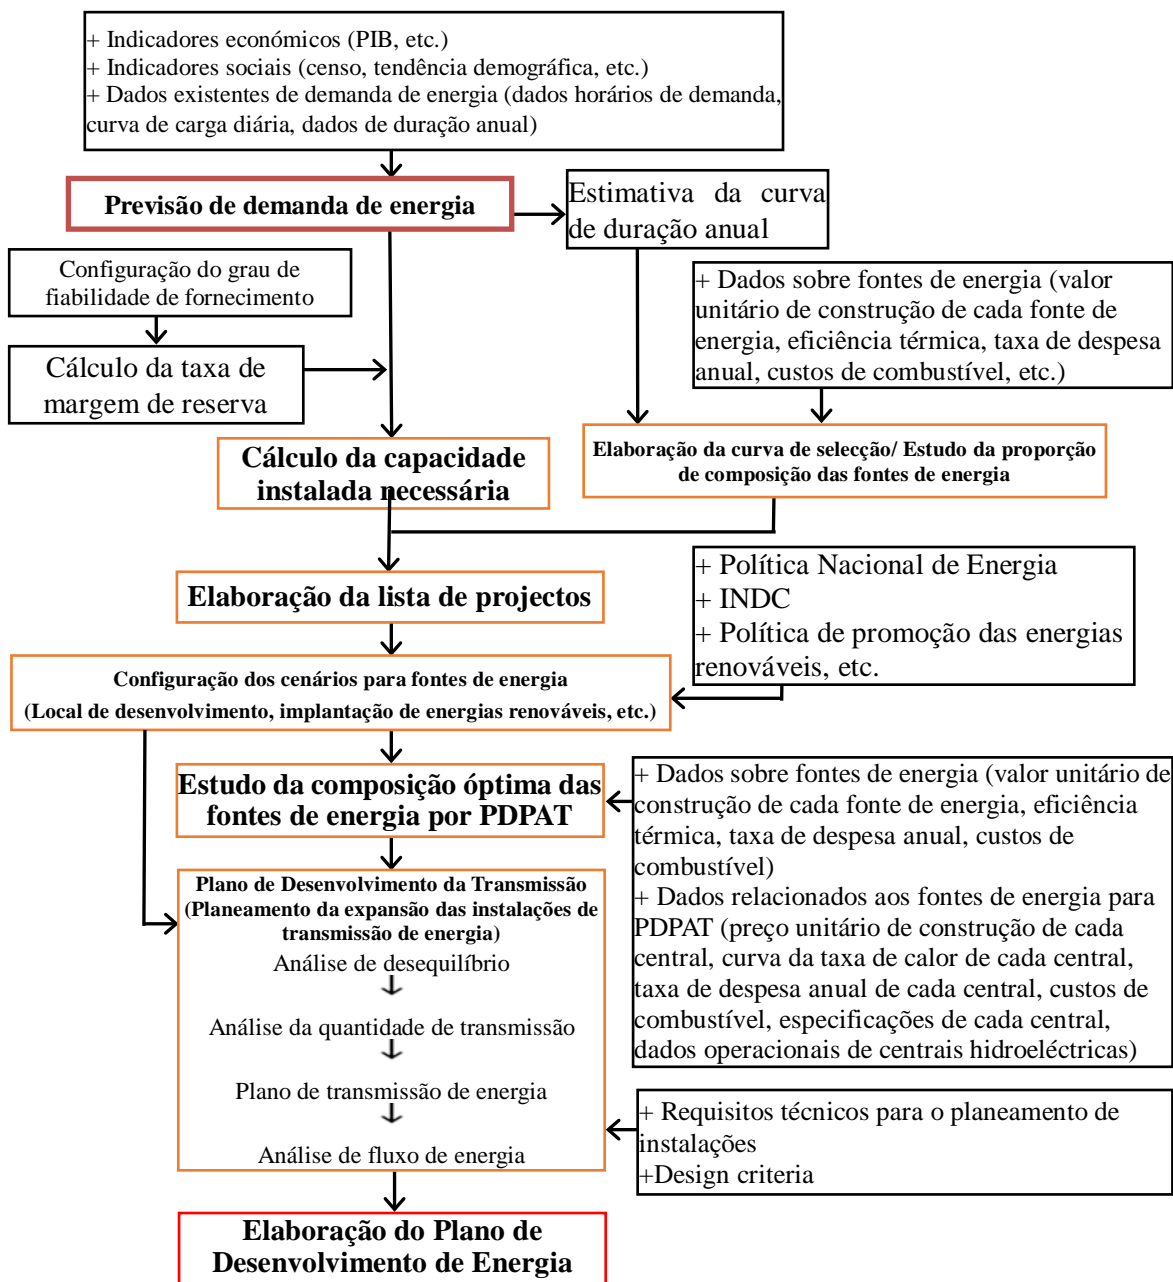 + Indicadores económicos (PIB, etc.)
+ Indicadores sociais (censo, tendência demográfica, etc.)
+ Dados existentes de demanda de energia (dados horários de demanda,
curva de carga diária, dados de duração anual)
Previsão de demanda de energia
Estimativa da curva
de duração anual
Configuração do grau de
fiabilidade de fornecimento
+ Dados sobre fontes de energia (valor
unitário de construção de cada fonte de
energia, eficiência térmica, taxa de despesa
anual, custos de combustível, etc.)
Cálculo da taxa de
margem de reserva
Cálculo da capacidade
instalada necessária
Elaboração da curva de selecção/ Estudo da proporção
de composição das fontes de energia
Elaboração da lista de projectos
+ Política Nacional de Energia
+ INDC
+ Política de promoção das energias
renováveis, etc.
Configuração dos cenários para fontes de energia
(Local de desenvolvimento, implantação de energias renováveis, etc.)
Estudo da composição óptima das
fontes de energia por PDPAT
+ Dados sobre fontes de energia (valor unitário de
construção de cada fonte de energia, eficiência
térmica, taxa de despesa anual, custos de
combustível)
+ Dados relacionados aos fontes de energia para
PDPAT (preço unitário de construção de cada
central, curva da taxa de calor de cada central,
taxa de despesa anual de cada central, custos de
combustível, especificações de cada central,
dados operacionais de centrais hidroeléctricas)
Plano de Desenvolvimento da Transmissão
(Planeamento da expansão das instalações de
transmissão de energia)
Análise de desequilíbrio
Análise da quantidade de transmissão
Plano de transmissão de energia
Análise de fluxo de energia
+ Requisitos técnicos para o planeamento de
instalações
+Design criteria
Elaboração do Plano de
Desenvolvimento de Energia